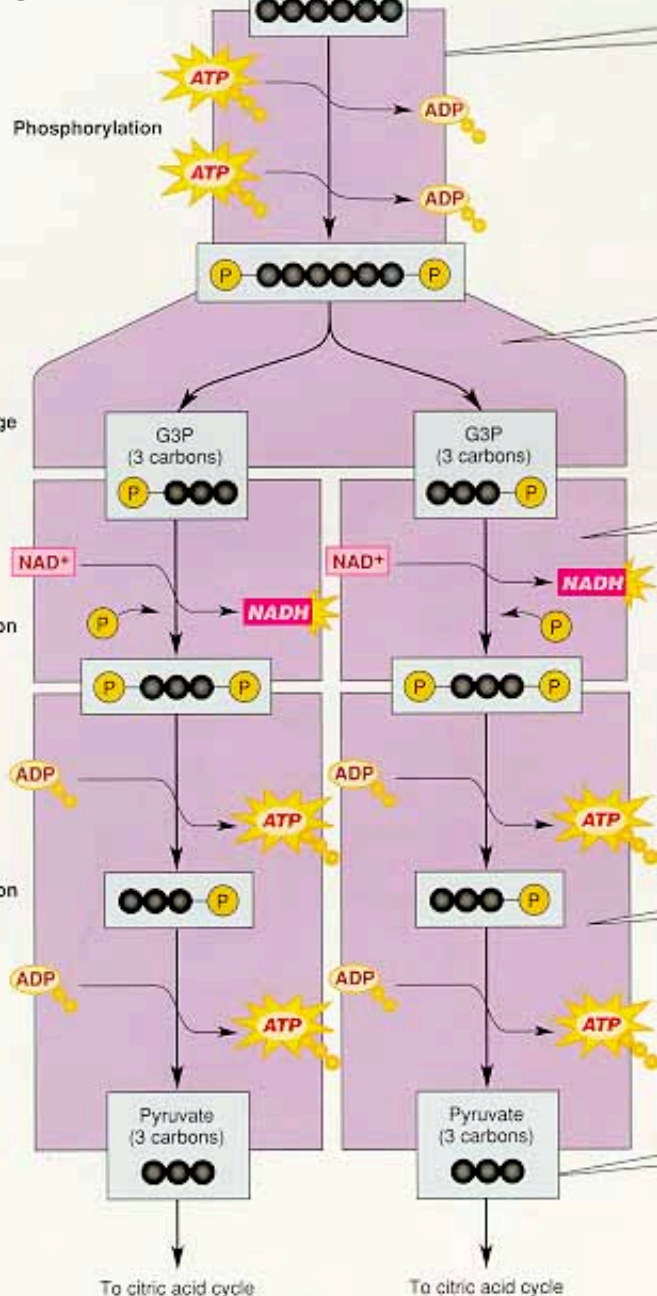 ATP
ADP
Phosphorylation
ATP
ADP
P
P
G3P
(3 carbons)
P
G3P
(3 carbons)
P
NAD+
NADH
P
NAD+
NADH
P
P
P
P
P
ADP
ATP
ADP
ATP
P
P
ADP
ATP
ADP
ATP
Pyruvate
(3 carbons)
Pyruvate
(3 carbons)
To citric acid cycle
To citric acid cycle